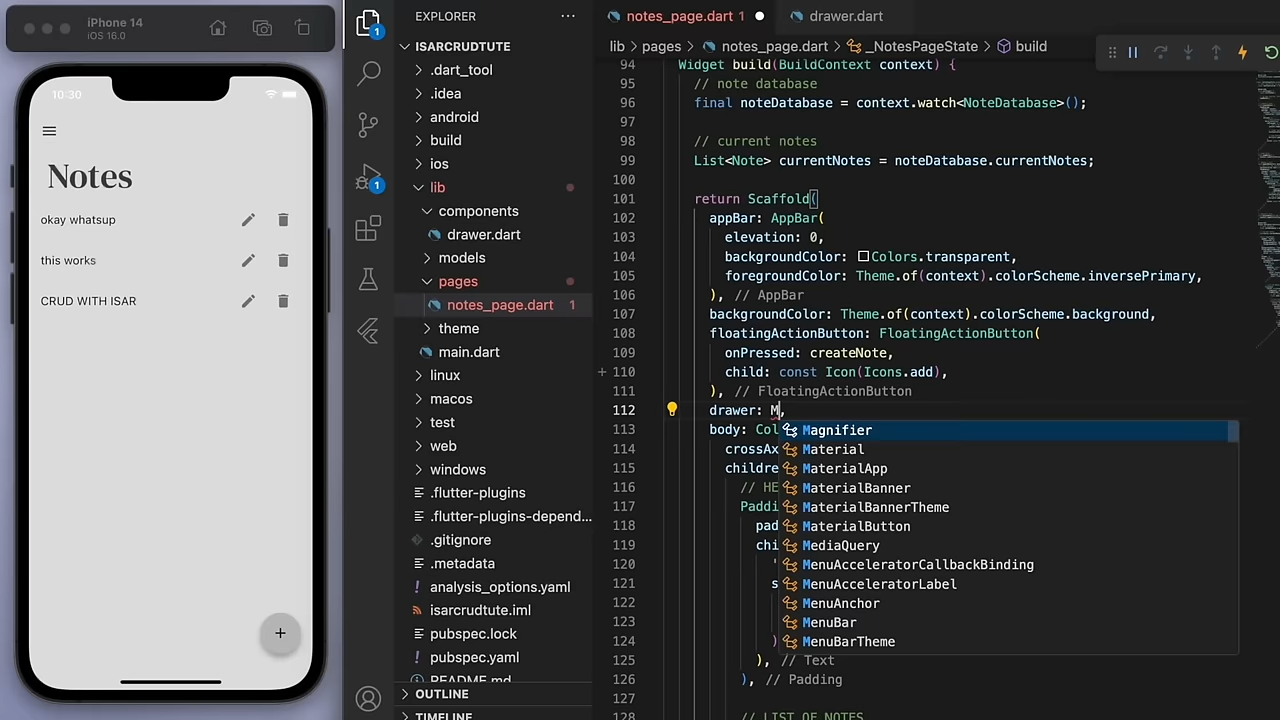 iPhone 14
iOS 16.0
10:30
Notes
okay whatsup
this works
CRUD WITH ISAR
+
1
1
EXPLORER
ISARCRUDTUTE
.dart_tool
.idea
android
build
ios
lib
components
drawer.dart
models
pages
notes_page.dart 1
theme
main.dart
linux
macos
test
web
windows
.flutter-plugins
.flutter-plugins-depend...
.gitignore
.metadata
analysis_options.yaml
isarcrudtute.iml
pubspec.lock
pubspec.yaml
README.md
OUTLINE
TIMELINE
notes_page.dart 1
drawer.dart
lib > pages > notes_page.dart > _NotesPageState > build
94 Widget build(BuildContext context) {
95 // note database
96 final noteDatabase = context.watch<NoteDatabase>();
97
98 // current notes
99 List<Note> currentNotes = noteDatabase.currentNotes;
100
101 return Scaffold(
102 appBar: AppBar(
103 elevation: 0,
104 backgroundColor: Colors.transparent,
105 foregroundColor: Theme.of(context).colorScheme.inversePrimary,
106 ), // AppBar
107 backgroundColor: Theme.of(context).colorScheme.background,
108 floatingActionButton: FloatingActionButton(
109 onPressed: createNote,
110 child: const Icon(Icons.add),
111 ), // FloatingActionButton
112 drawer: M,
113 body: Col
114 crossAx
115 childre
116 // HE
117 Paddi
118 pad
119 chi
120 '
121 s
122
123
124 )
125 ), // Text
126 ), // Padding
127
128 // LIST OF NOTES
Magnifier
Material
MaterialApp
MaterialBanner
MaterialBannerTheme
MaterialButton
MediaQuery
MenuAcceleratorCallbackBinding
MenuAcceleratorLabel
MenuAnchor
MenuBar
MenuBarTheme